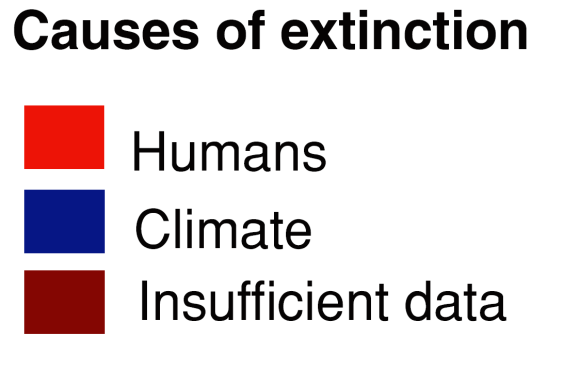 Causes of extinction
Humans
Climate
Insufficient data